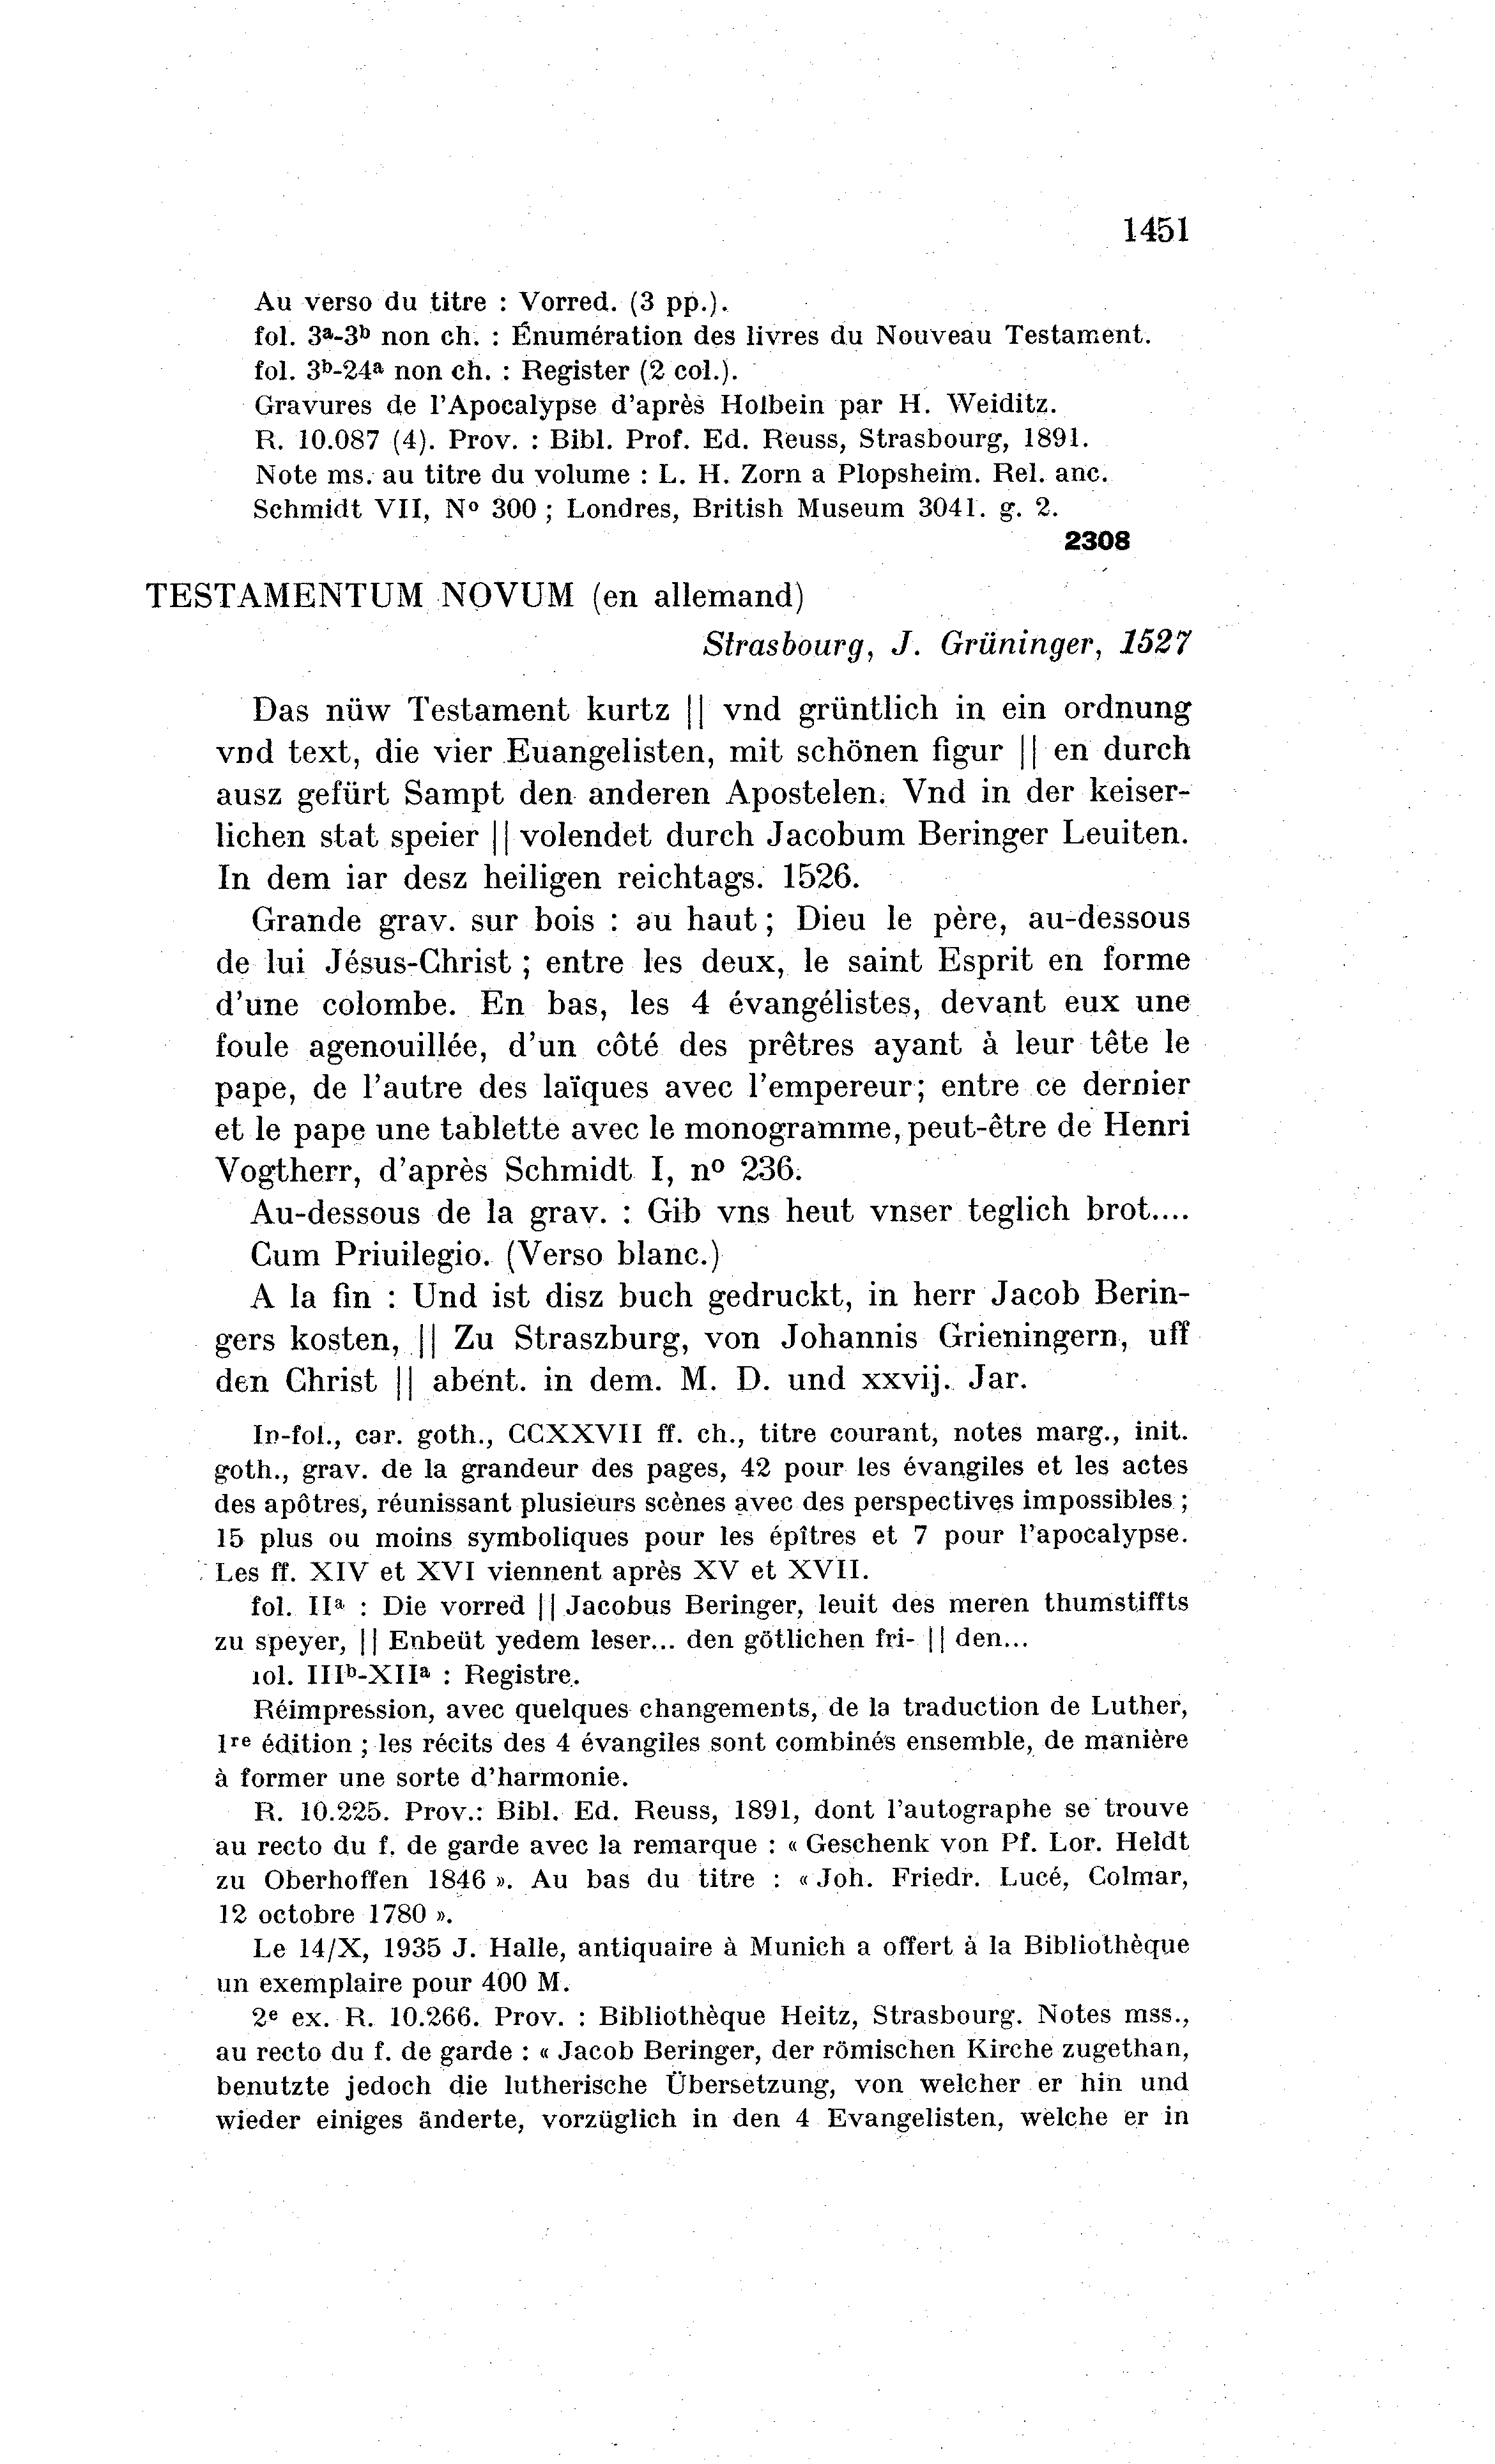 1451
Au verso du titre : Vorred. (3 pp.).
fol. 3ª-3ᵇ non ch. : Énumération des livres du Nouveau Testament.
fol. 3ᵇ-24ª non ch. : Register (2 col.).
Gravures de l'Apocalypse d'après Holbein par H. Weiditz.
R. 10.087 (4). Prov. : Bibl. Prof. Ed. Reuss, Strasbourg, 1891.
Note ms. au titre du volume : L. H. Zorn a Plopsheim. Rel. anc.
Schmidt VII, Nº 300 ; Londres, British Museum 3041. g. 2.
2308
TESTAMENTUM NOVUM (en allemand)
Strasbourg, J. Grüninger, 1527
Das nüw Testament kurtz || vnd grüntlich in ein ordnung
vnd text, die vier Euangelisten, mit schönen figur || en durch
ausz gefürt Sampt den anderen Apostelen. Vnd in der keiser-
lichen stat speier || volendet durch Jacobum Beringer Leuiten.
In dem iar desz heiligen reichtags. 1526.
Grande grav. sur bois : au haut ; Dieu le père, au-dessous
de lui Jésus-Christ ; entre les deux, le saint Esprit en forme
d'une colombe. En bas, les 4 évangélistes, devant eux une
foule agenouillée, d'un côté des prêtres ayant à leur tête le
pape, de l'autre des laïques avec l'empereur; entre ce dernier
et le pape une tablette avec le monogramme, peut-être de Henri
Vogtherr, d'après Schmidt I, nº 236.
Au-dessous de la grav. : Gib vns heut vnser teglich brot....
Cum Priuilegio. (Verso blanc.)
A la fin : Und ist disz buch gedruckt, in herr Jacob Berin-
gers kosten, || Zu Straszburg, von Johannis Grieningern, uff
den Christ || abent. in dem. M. D. und xxvij. Jar.
In-fol., car. goth., CCXXVII ff. ch., titre courant, notes marg., init.
goth., grav. de la grandeur des pages, 42 pour les évangiles et les actes
des apôtres, réunissant plusieurs scènes avec des perspectives impossibles ;
15 plus ou moins symboliques pour les épîtres et 7 pour l'apocalypse.
Les ff. XIV et XVI viennent après XV et XVII.
fol. IIª : Die vorred || Jacobus Beringer, leuit des meren thumstiffts
zu speyer, || Enbeüt yedem leser... den götlichen fri- || den...
fol. IIIᵇ-XIIª : Registre.
Réimpression, avec quelques changements, de la traduction de Luther,
1re édition ; les récits des 4 évangiles sont combinés ensemble, de manière
à former une sorte d'harmonie.
R. 10.225. Prov.: Bibl. Ed. Reuss, 1891, dont l'autographe se trouve
au recto du f. de garde avec la remarque : « Geschenk von Pf. Lor. Heldt
zu Oberhoffen 1846 ». Au bas du titre : « Joh. Friedr. Lucé, Colmar,
12 octobre 1780 ».
Le 14/X, 1935 J. Halle, antiquaire à Munich a offert à la Bibliothèque
un exemplaire pour 400 M.
2e ex. R. 10.266. Prov. : Bibliothèque Heitz, Strasbourg. Notes mss.,
au recto du f. de garde : « Jacob Beringer, der römischen Kirche zugethan,
benutzte jedoch die lutherische Übersetzung, von welcher er hin und
wieder einiges änderte, vorzüglich in den 4 Evangelisten, welche er in